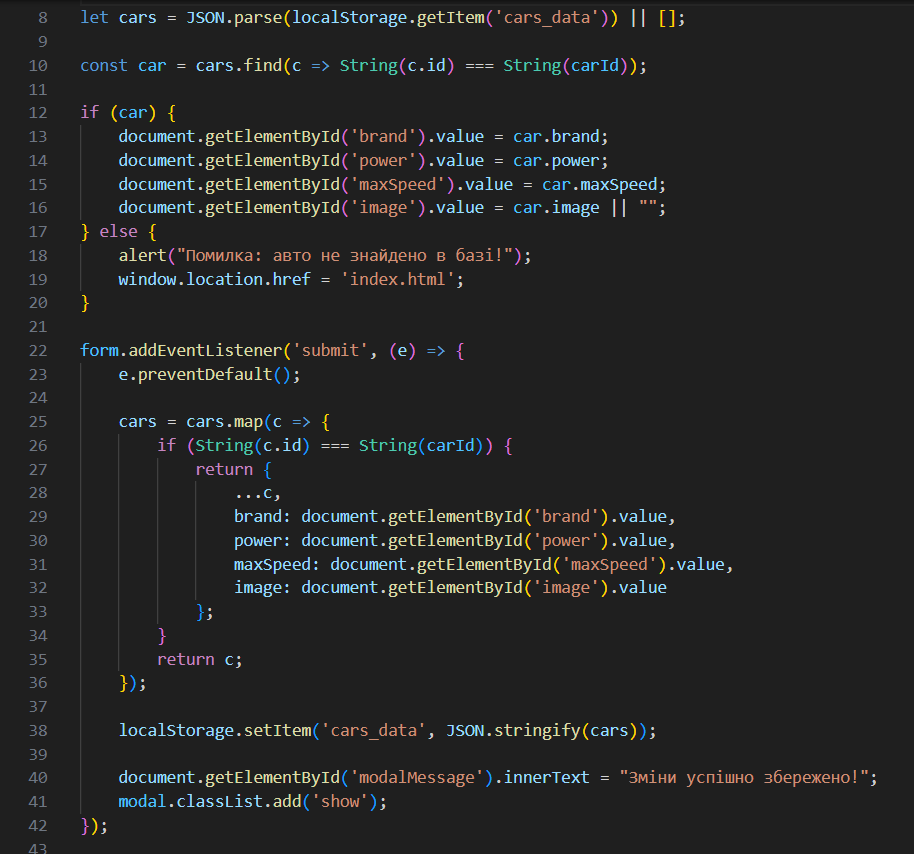 8 let cars = JSON.parse(localStorage.getItem('cars_data')) || [];
9
10 const car = cars.find(c => String(c.id) === String(carId));
11
12 if (car) {
13     document.getElementById('brand').value = car.brand;
14     document.getElementById('power').value = car.power;
15     document.getElementById('maxSpeed').value = car.maxSpeed;
16     document.getElementById('image').value = car.image || "";
17 } else {
18     alert("Помилка: авто не знайдено в базі!");
19     window.location.href = 'index.html';
20 }
21
22 form.addEventListener('submit', (e) => {
23     e.preventDefault();
24
25     cars = cars.map(c => {
26         if (String(c.id) === String(carId)) {
27             return {
28                 ...c,
29                 brand: document.getElementById('brand').value,
30                 power: document.getElementById('power').value,
31                 maxSpeed: document.getElementById('maxSpeed').value,
32                 image: document.getElementById('image').value
33             };
34         }
35         return c;
36     });
37
38     localStorage.setItem('cars_data', JSON.stringify(cars));
39
40     document.getElementById('modalMessage').innerText = "Зміни успішно збережено!";
41     modal.classList.add('show');
42 });
43